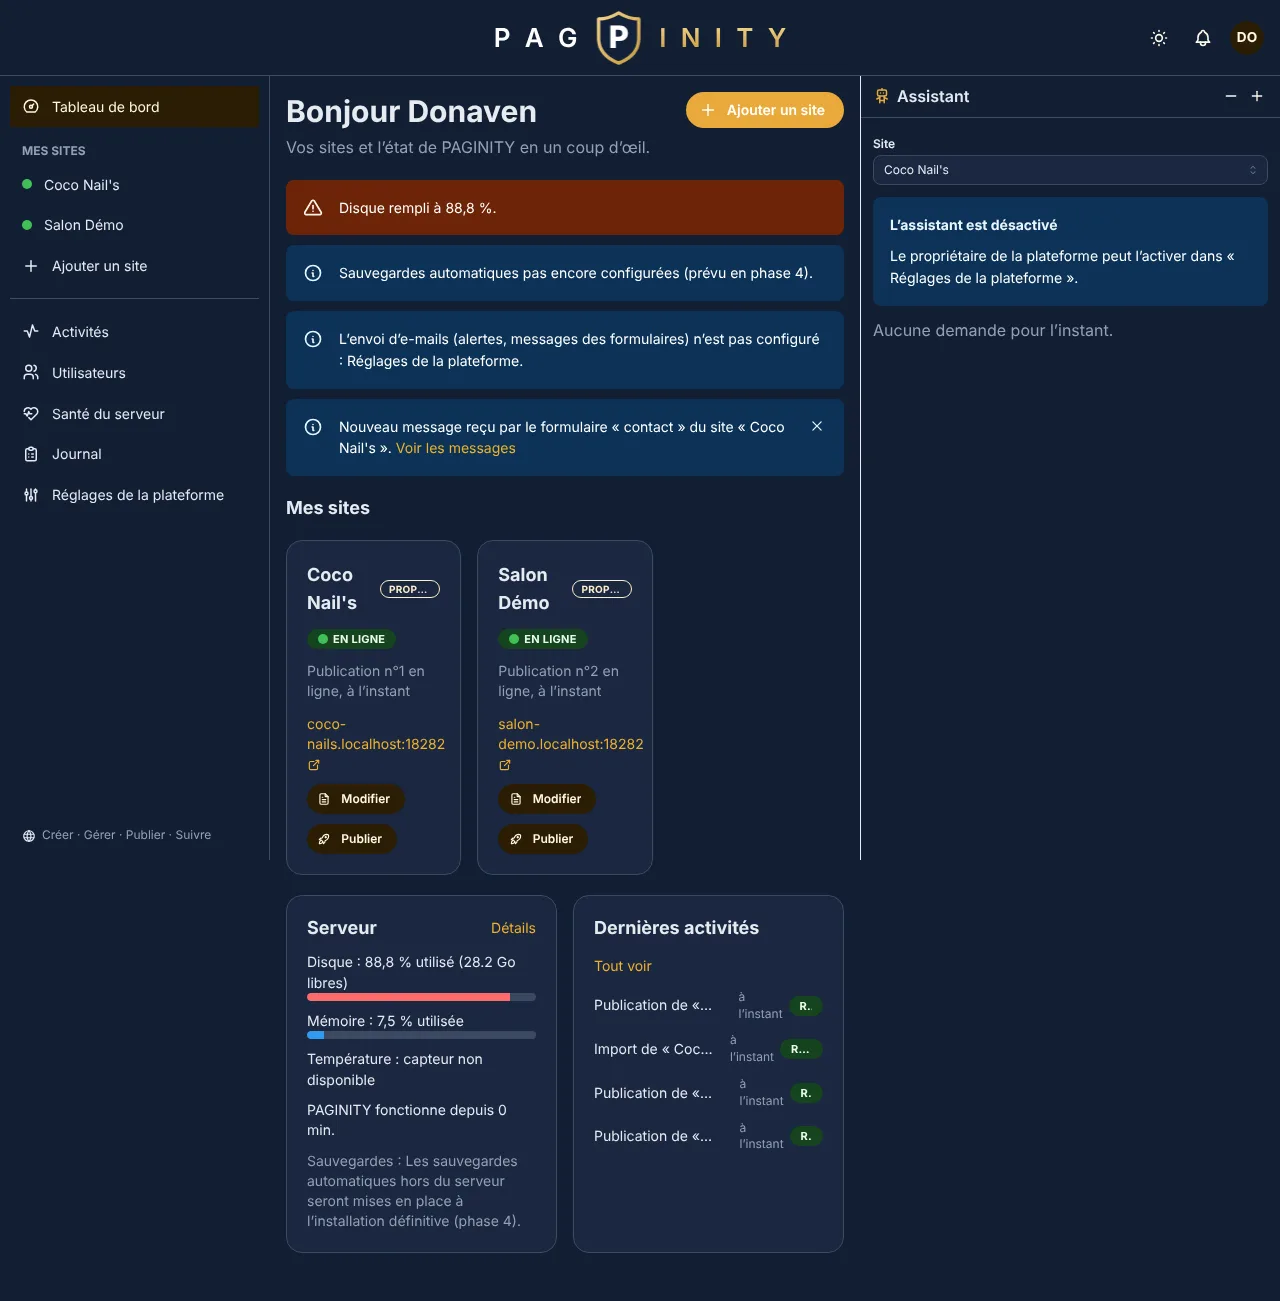 PAG P INITY
DO
Tableau de bord
MES SITES
Coco Nail's
Salon Démo
Ajouter un site
Activités
Utilisateurs
Santé du serveur
Journal
Réglages de la plateforme
Créer · Gérer · Publier · Suivre
Bonjour Donaven
Ajouter un site
Vos sites et l’état de PAGINITY en un coup d’œil.
Disque rempli à 88,8 %.
Sauvegardes automatiques pas encore configurées (prévu en phase 4).
L’envoi d’e-mails (alertes, messages des formulaires) n’est pas configuré
: Réglages de la plateforme.
Nouveau message reçu par le formulaire « contact » du site « Coco
Nail's ». Voir les messages
Mes sites
Coco
Nail's
PROP...
EN LIGNE
Publication n°1 en
ligne, à l’instant
coco-
nails.localhost:18282
Modifier
Publier
Salon
Démo
PROP...
EN LIGNE
Publication n°2 en
ligne, à l’instant
salon-
demo.localhost:18282
Modifier
Publier
Serveur
Détails
Disque : 88,8 % utilisé (28.2 Go
libres)
Mémoire : 7,5 % utilisée
Température : capteur non
disponible
PAGINITY fonctionne depuis 0
min.
Sauvegardes : Les sauvegardes
automatiques hors du serveur
seront mises en place à
l’installation définitive (phase 4).
Dernières activités
Tout voir
Publication de «...
à
l’instant
R..
Import de « Coc...
à
l’instant
R...
Publication de «...
à
l’instant
R.
Publication de «...
à
l’instant
R.
Assistant
Site
Coco Nail's
L’assistant est désactivé
Le propriétaire de la plateforme peut l’activer dans «
Réglages de la plateforme ».
Aucune demande pour l’instant.